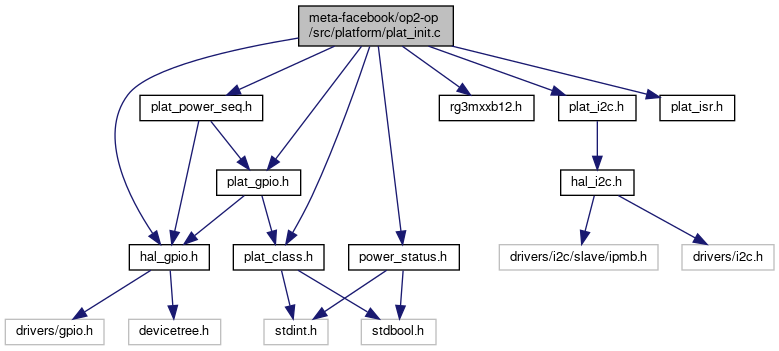 meta-facebook/op2-op
/src/platform/plat_init.c
plat_power_seq.h
rg3mxxb12.h
plat_i2c.h
plat_isr.h
plat_gpio.h
hal_i2c.h
hal_gpio.h
plat_class.h
power_status.h
drivers/i2c/slave/ipmb.h
drivers/i2c.h
drivers/gpio.h
devicetree.h
stdint.h
stdbool.h